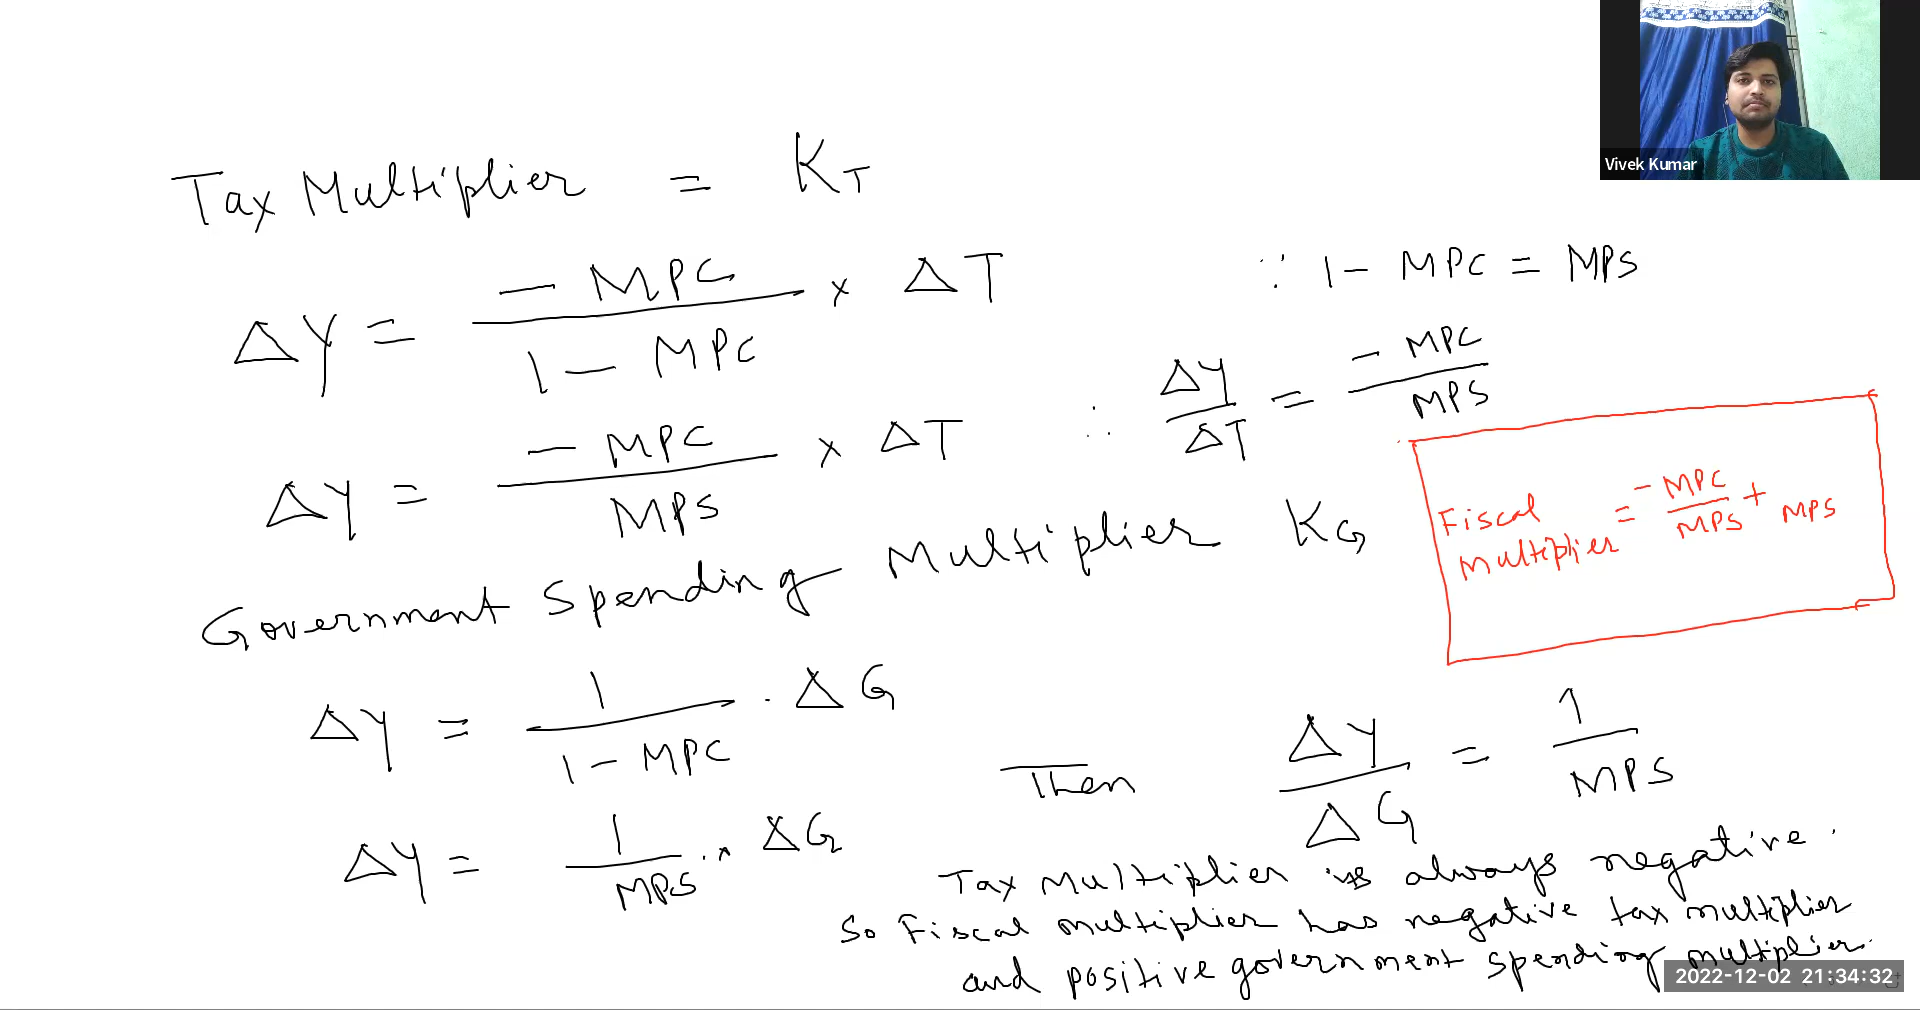 Vivek Kumar
Tax Multiplier = K_T
ΔY = (- MPC)/(1 - MPC) × ΔT
∵ 1 - MPC = MPS
ΔY = (- MPC)/(MPS) × ΔT
∴ ΔY/ΔT = (- MPC)/(MPS)
Fiscal Multiplier = (- MPC)/(MPS) + MPS
Government Spending Multiplier K_G
ΔY = 1/(1 - MPC) . ΔG
ΔY = 1/MPS × ΔG
Then ΔY/ΔG = 1/MPS
Tax Multiplier is always negative.
So Fiscal multiplier has negative tax multiplier
and positive government spending multiplier.
2022-12-02 21:34:32